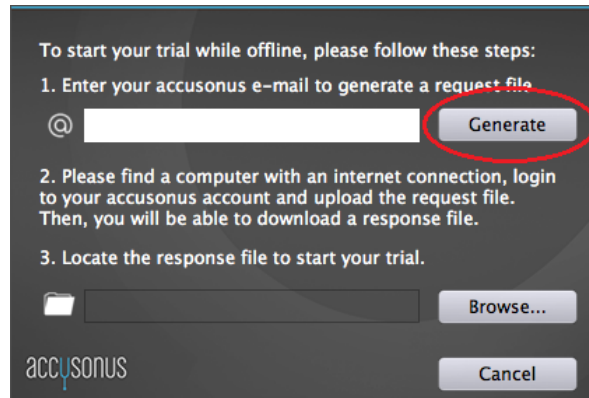 To start your trial while offline, please follow these steps:
1. Enter your accusonus e-mail to generate a request file
@
Generate
2. Please find a computer with an internet connection, login
to your accusonus account and upload the request file.
Then, you will be able to download a response file.
3. Locate the response file to start your trial.
Browse...
accusonus
Cancel